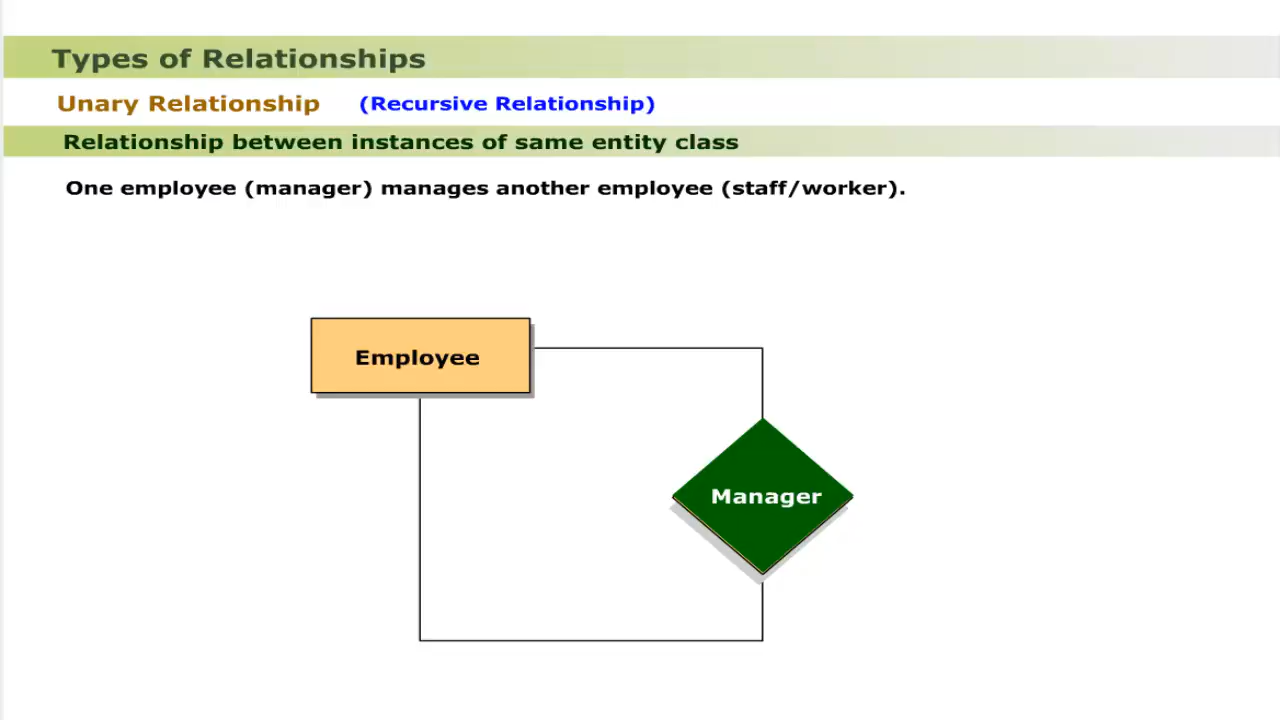 Types of Relationships
Unary Relationship (Recursive Relationship)
Relationship between instances of same entity class
One employee (manager) manages another employee (staff/worker).
Employee
Manager